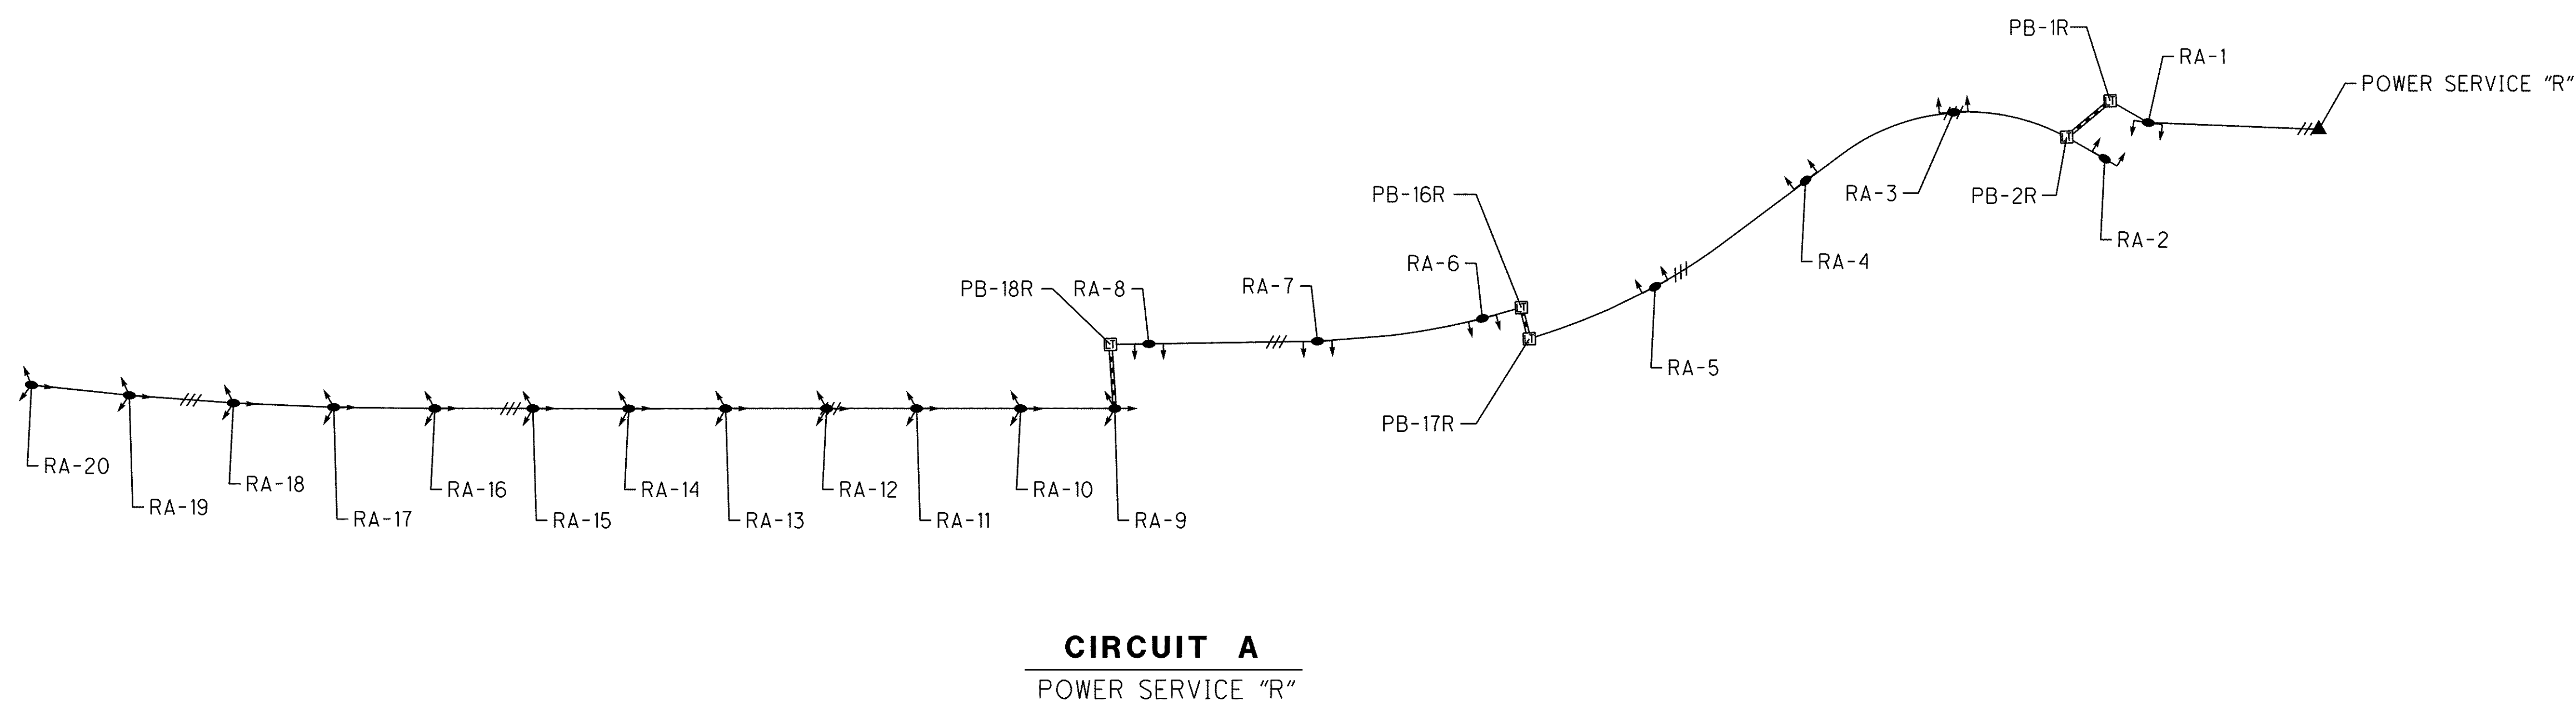 PB-1R
RA-1
POWER SERVICE "R"
RA-3
PB-2R
RA-2
PB-16R
RA-4
RA-6
PB-18R
RA-8
RA-7
RA-5
PB-17R
RA-20
RA-19
RA-18
RA-17
RA-16
RA-15
RA-14
RA-13
RA-12
RA-11
RA-10
RA-9
CIRCUIT A
POWER SERVICE "R"